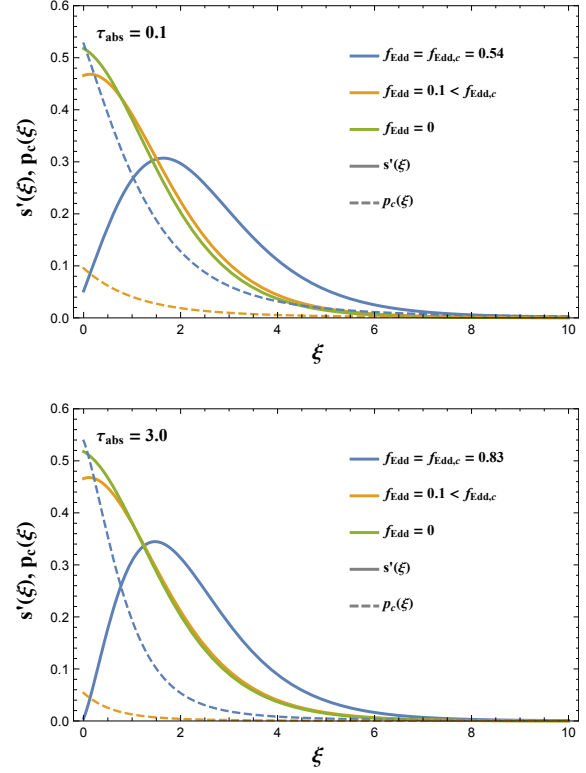 τabs = 0.1
fEdd = fEdd,c = 0.54
fEdd = 0.1 < fEdd,c
fEdd = 0
s'(ξ)
pc(ξ)
s'(ξ), pc(ξ)
0.6
0.5
0.4
0.3
0.2
0.1
0.0
0 2 4 6 8 10
ξ
τabs = 3.0
fEdd = fEdd,c = 0.83
fEdd = 0.1 < fEdd,c
fEdd = 0
s'(ξ)
pc(ξ)
s'(ξ), pc(ξ)
0.6
0.5
0.4
0.3
0.2
0.1
0.0
0 2 4 6 8 10
ξ